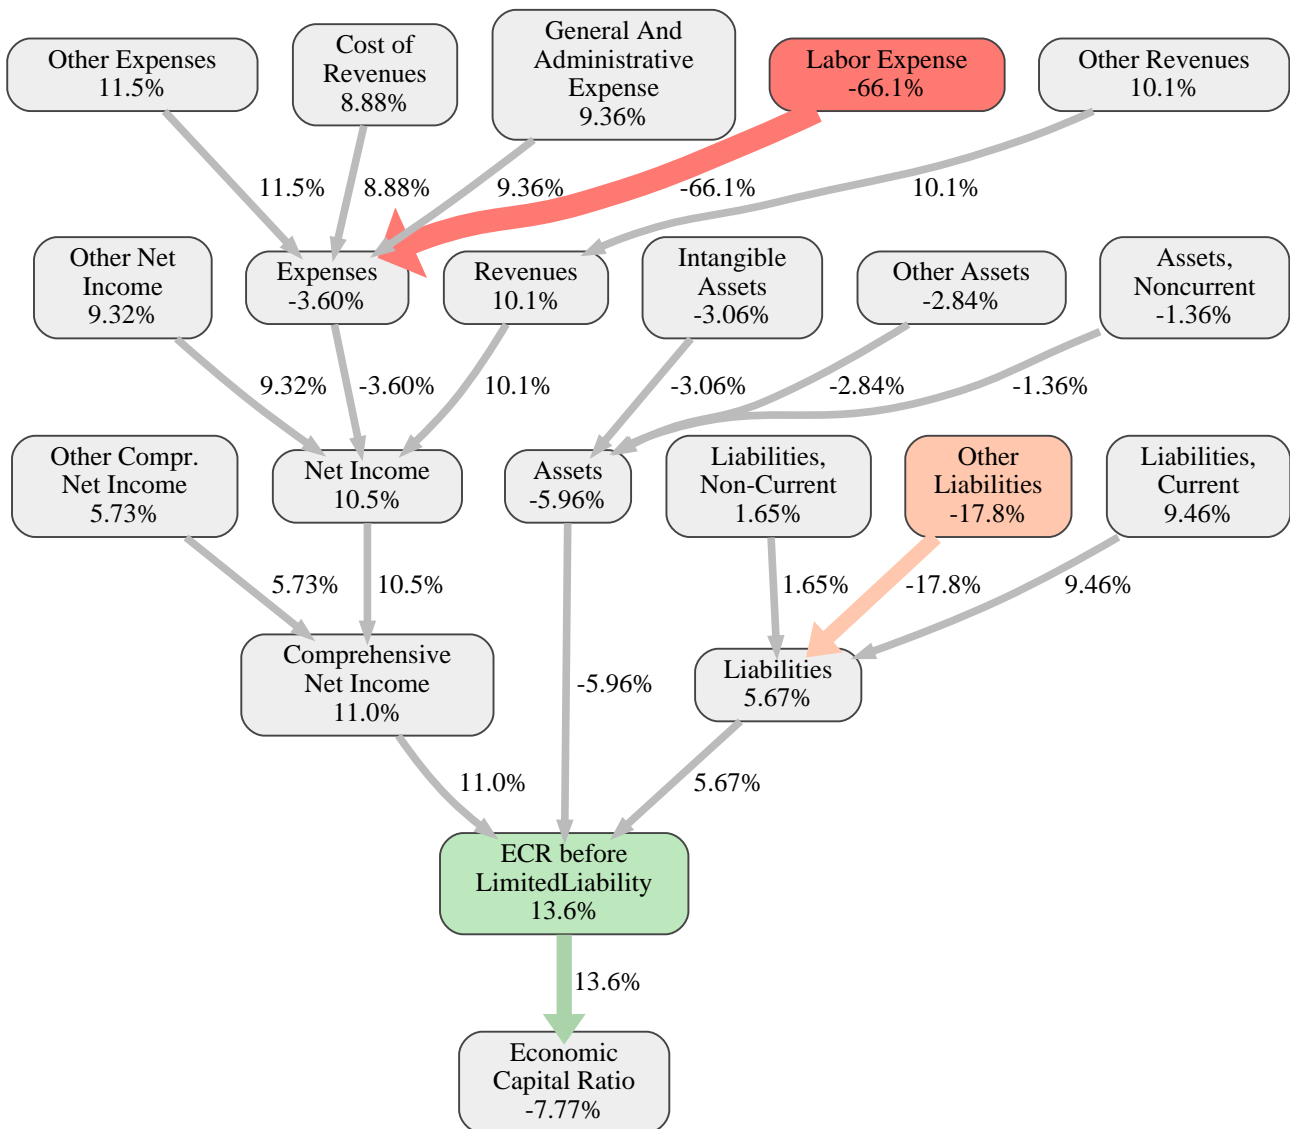 Other Expenses
11.5%
Cost of
Revenues
8.88%
General And
Administrative
Expense
9.36%
Labor Expense
-66.1%
Other Revenues
10.1%
11.5%
8.88%
9.36%
-66.1%
10.1%
Other Net
Income
9.32%
Expenses
-3.60%
Revenues
10.1%
Intangible
Assets
-3.06%
Other Assets
-2.84%
Assets,
Noncurrent
-1.36%
9.32%
-3.60%
10.1%
-3.06%
-2.84%
-1.36%
Other Compr.
Net Income
5.73%
Net Income
10.5%
Assets
-5.96%
Liabilities,
Non-Current
1.65%
Other
Liabilities
-17.8%
Liabilities,
Current
9.46%
5.73%
10.5%
1.65%
-17.8%
9.46%
Comprehensive
Net Income
11.0%
-5.96%
Liabilities
5.67%
11.0%
5.67%
ECR before
LimitedLiability
13.6%
13.6%
Economic
Capital Ratio
-7.77%